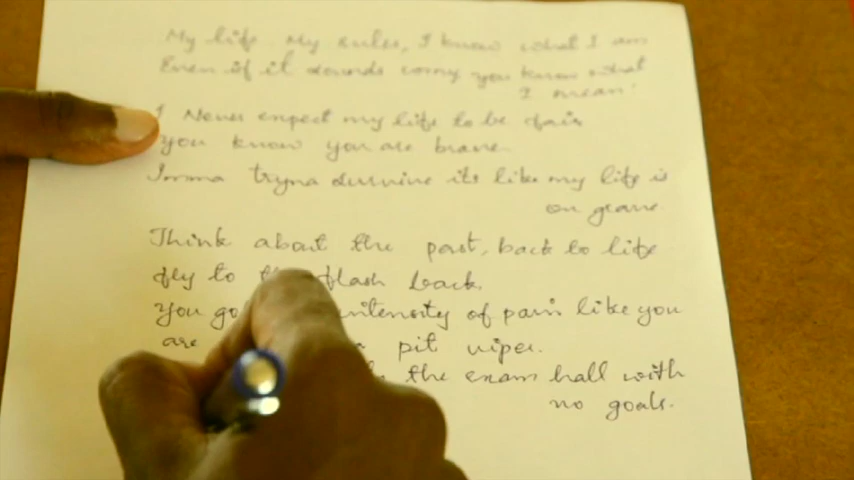 My life. My rules, I know what I am
Even if it sounds corny you know what
I mean.
I Never expect my life to be fair
you know you are brave.
Imma tryna survive its like my life is
on grave.
Think about the past, back to life
fly to the flash back.
You go intensity of pain like you
are pit viper.
the exam hall with
no goals.